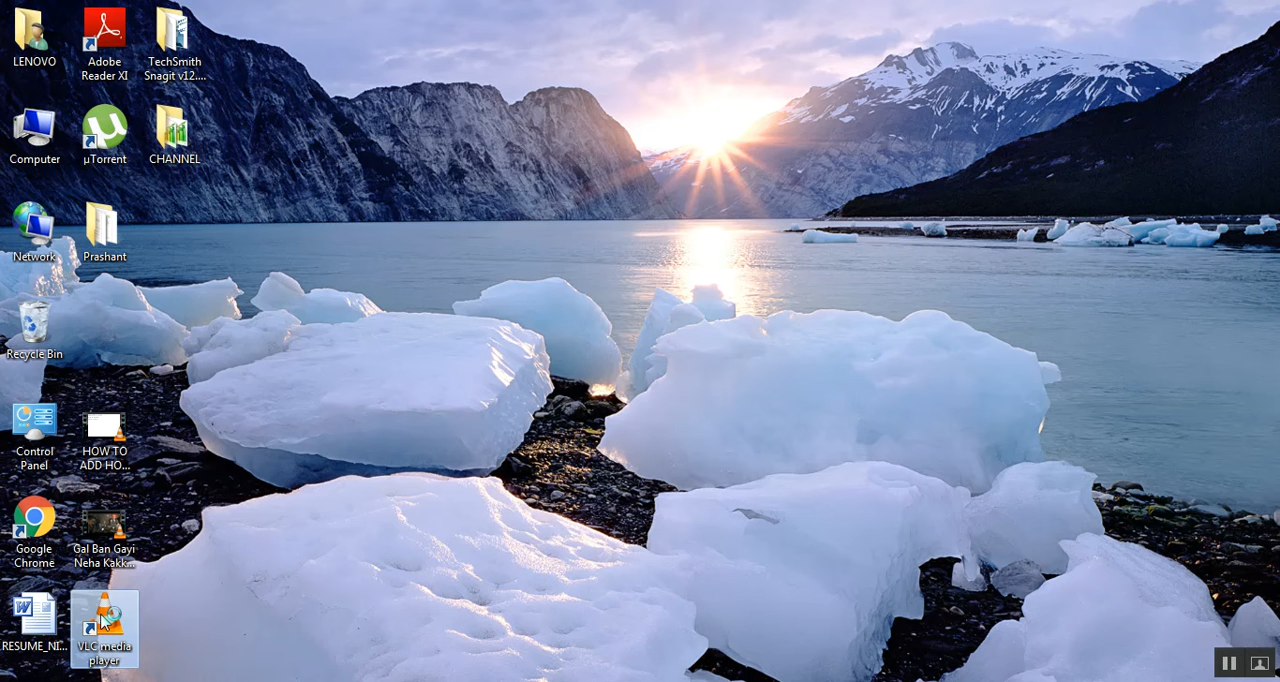 LENOVO
Adobe
Reader XI
TechSmith
Snagit v12....
Computer
µTorrent
CHANNEL
Network
Prashant
Recycle Bin
Control
Panel
HOW TO
ADD HO...
Google
Chrome
Gal Ban Gayi
Neha Kakk...
RESUME_NI...
VLC media
player